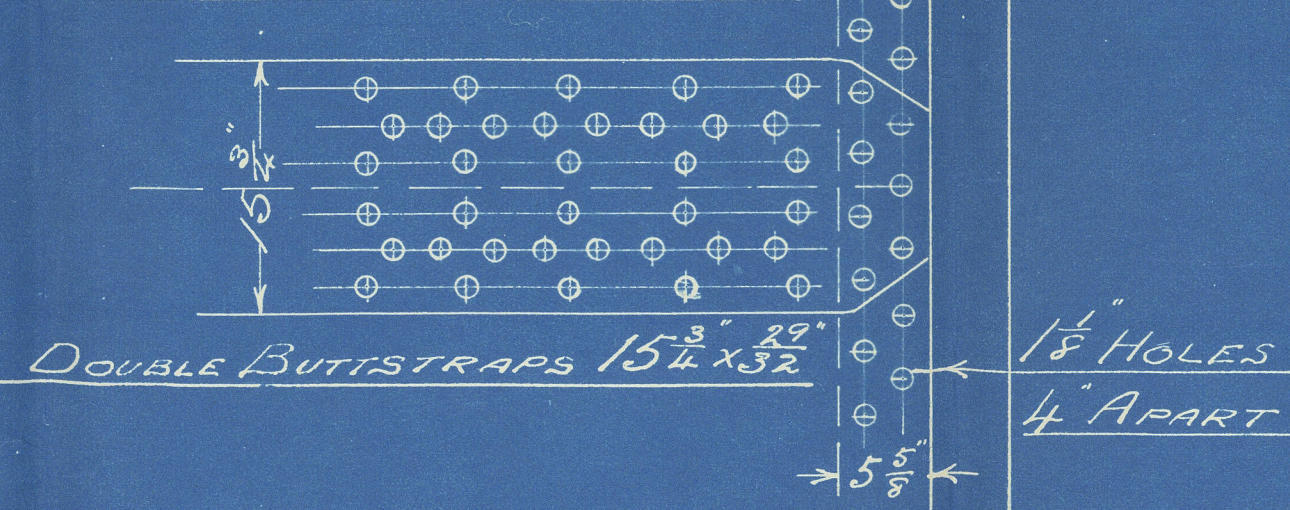 15 3/4"
DOUBLE BUTTSTRAPS 15 3/4" x 29/32"
1 1/8" HOLES
4" APART
5 5/8"